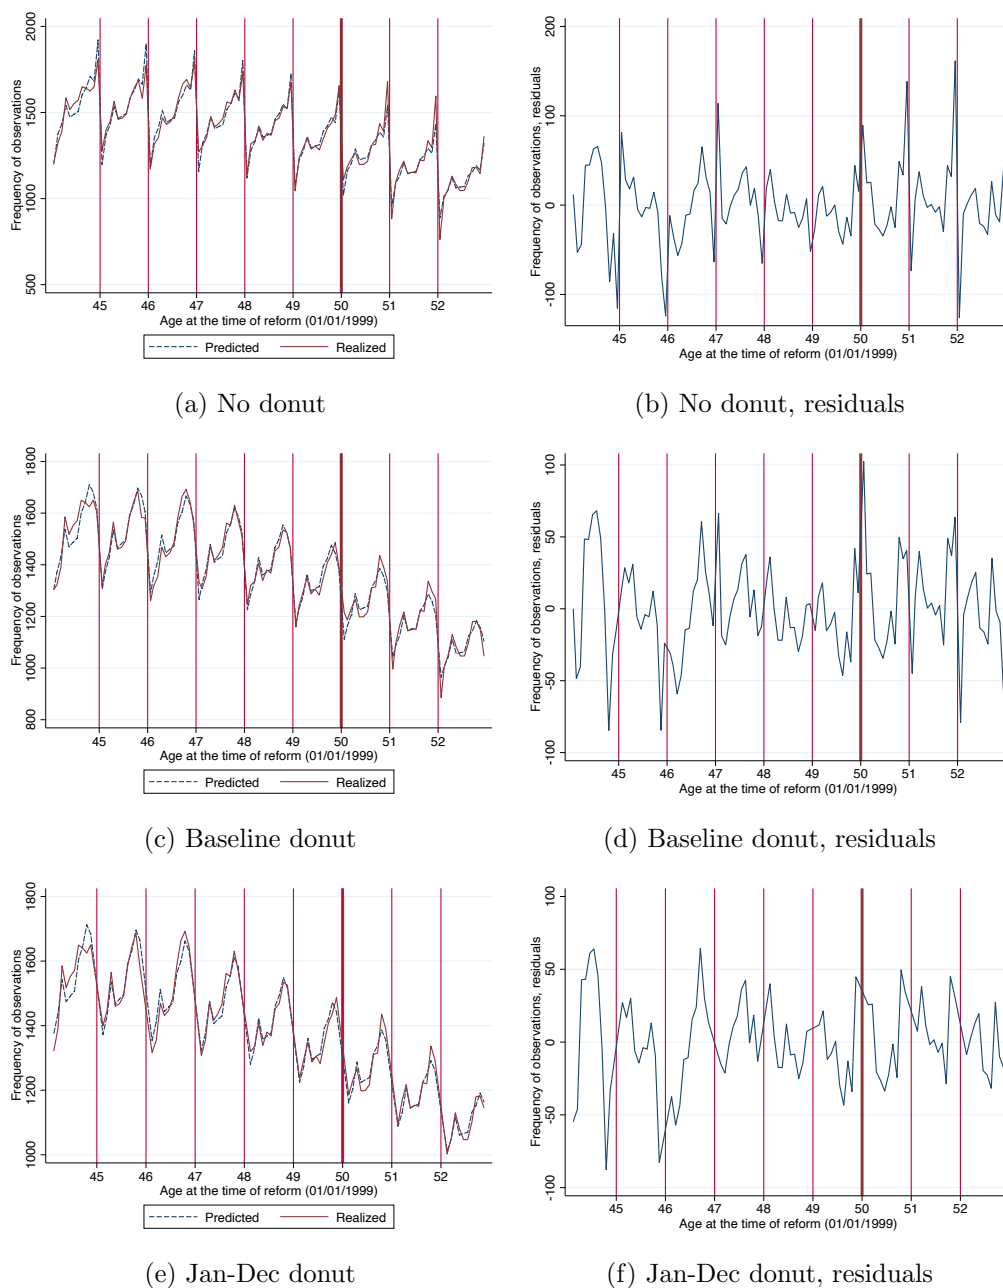 2000
1500
1000
500
Frequency of observations
45 46 47 48 49 50 51 52
Age at the time of reform (01/01/1999)
Predicted Realized
(a) No donut
200
100
0
-100
Frequency of observations, residuals
45 46 47 48 49 50 51 52
Age at the time of reform (01/01/1999)
(b) No donut, residuals
1800
1600
1400
1200
1000
800
Frequency of observations
45 46 47 48 49 50 51 52
Age at the time of reform (01/01/1999)
Predicted Realized
(c) Baseline donut
100
50
0
-50
-100
Frequency of observations, residuals
45 46 47 48 49 50 51 52
Age at the time of reform (01/01/1999)
(d) Baseline donut, residuals
1800
1600
1400
1200
1000
Frequency of observations
45 46 47 48 49 50 51 52
Age at the time of reform (01/01/1999)
Predicted Realized
(e) Jan-Dec donut
100
50
0
-50
-100
Frequency of observations, residuals
45 46 47 48 49 50 51 52
Age at the time of reform (01/01/1999)
(f) Jan-Dec donut, residuals